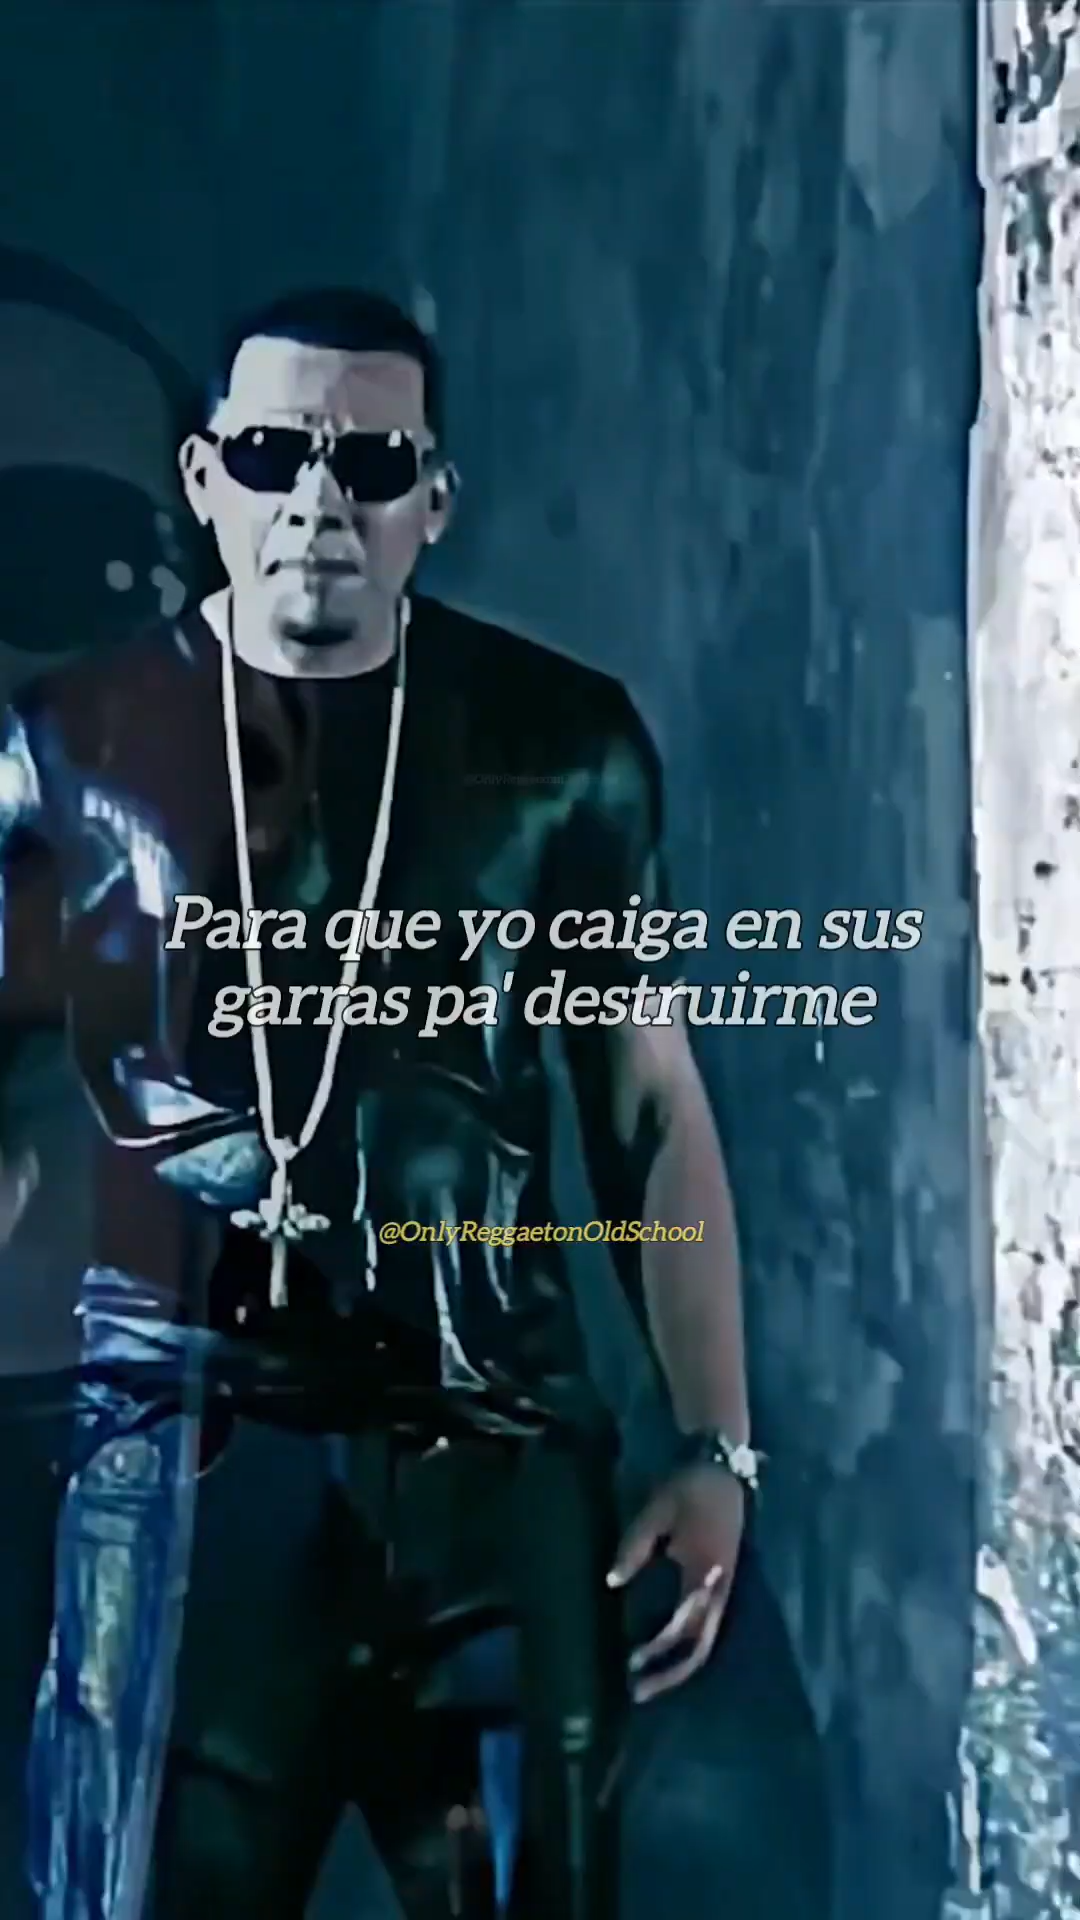 Para que yo caiga en sus
garras pa' destruirme
@OnlyReggaetonOldSchool